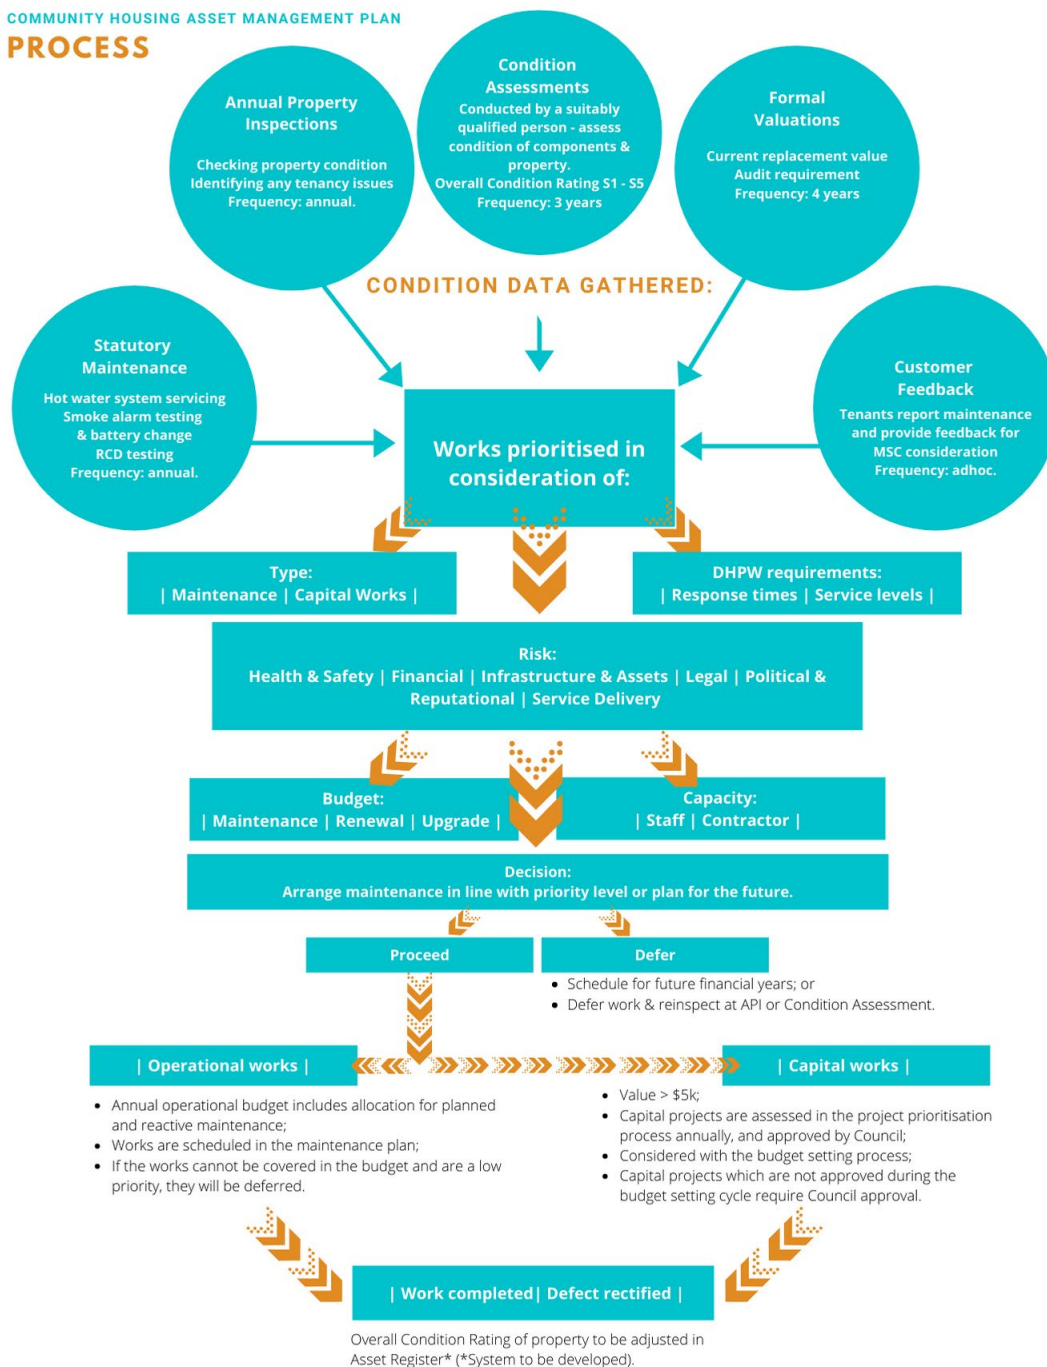 COMMUNITY HOUSING ASSET MANAGEMENT PLAN
PROCESS
Annual Property
Inspections
Checking property condition
Identifying any tenancy issues
Frequency: annual.
Condition
Assessments
Conducted by a suitably
qualified person - assess
condition of components &
property.
Overall Condition Rating S1 - S5
Frequency: 3 years
Formal
Valuations
Current replacement value
Audit requirement
Frequency: 4 years
CONDITION DATA GATHERED:
Statutory
Maintenance
Hot water system servicing
Smoke alarm testing
& battery change
RCD testing
Frequency: annual.
Customer
Feedback
Tenants report maintenance
and provide feedback for
MSC consideration
Frequency: adhoc.
Works prioritised in
consideration of:
Type:
| Maintenance | Capital Works |
DHPW requirements:
| Response times | Service levels |
Risk:
Health & Safety | Financial | Infrastructure & Assets | Legal | Political &
Reputational | Service Delivery
Budget:
| Maintenance | Renewal | Upgrade |
Capacity:
| Staff | Contractor |
Decision:
Arrange maintenance in line with priority level or plan for the future.
Proceed
Defer
• Schedule for future financial years; or
• Defer work & reinspect at API or Condition Assessment.
| Operational works |
• Annual operational budget includes allocation for planned
and reactive maintenance;
• Works are scheduled in the maintenance plan;
• If the works cannot be covered in the budget and are a low
priority, they will be deferred.
| Capital works |
• Value > $5k;
• Capital projects are assessed in the project prioritisation
process annually, and approved by Council;
• Considered with the budget setting process;
• Capital projects which are not approved during the
budget setting cycle require Council approval.
| Work completed| Defect rectified |
Overall Condition Rating of property to be adjusted in
Asset Register* (*System to be developed).